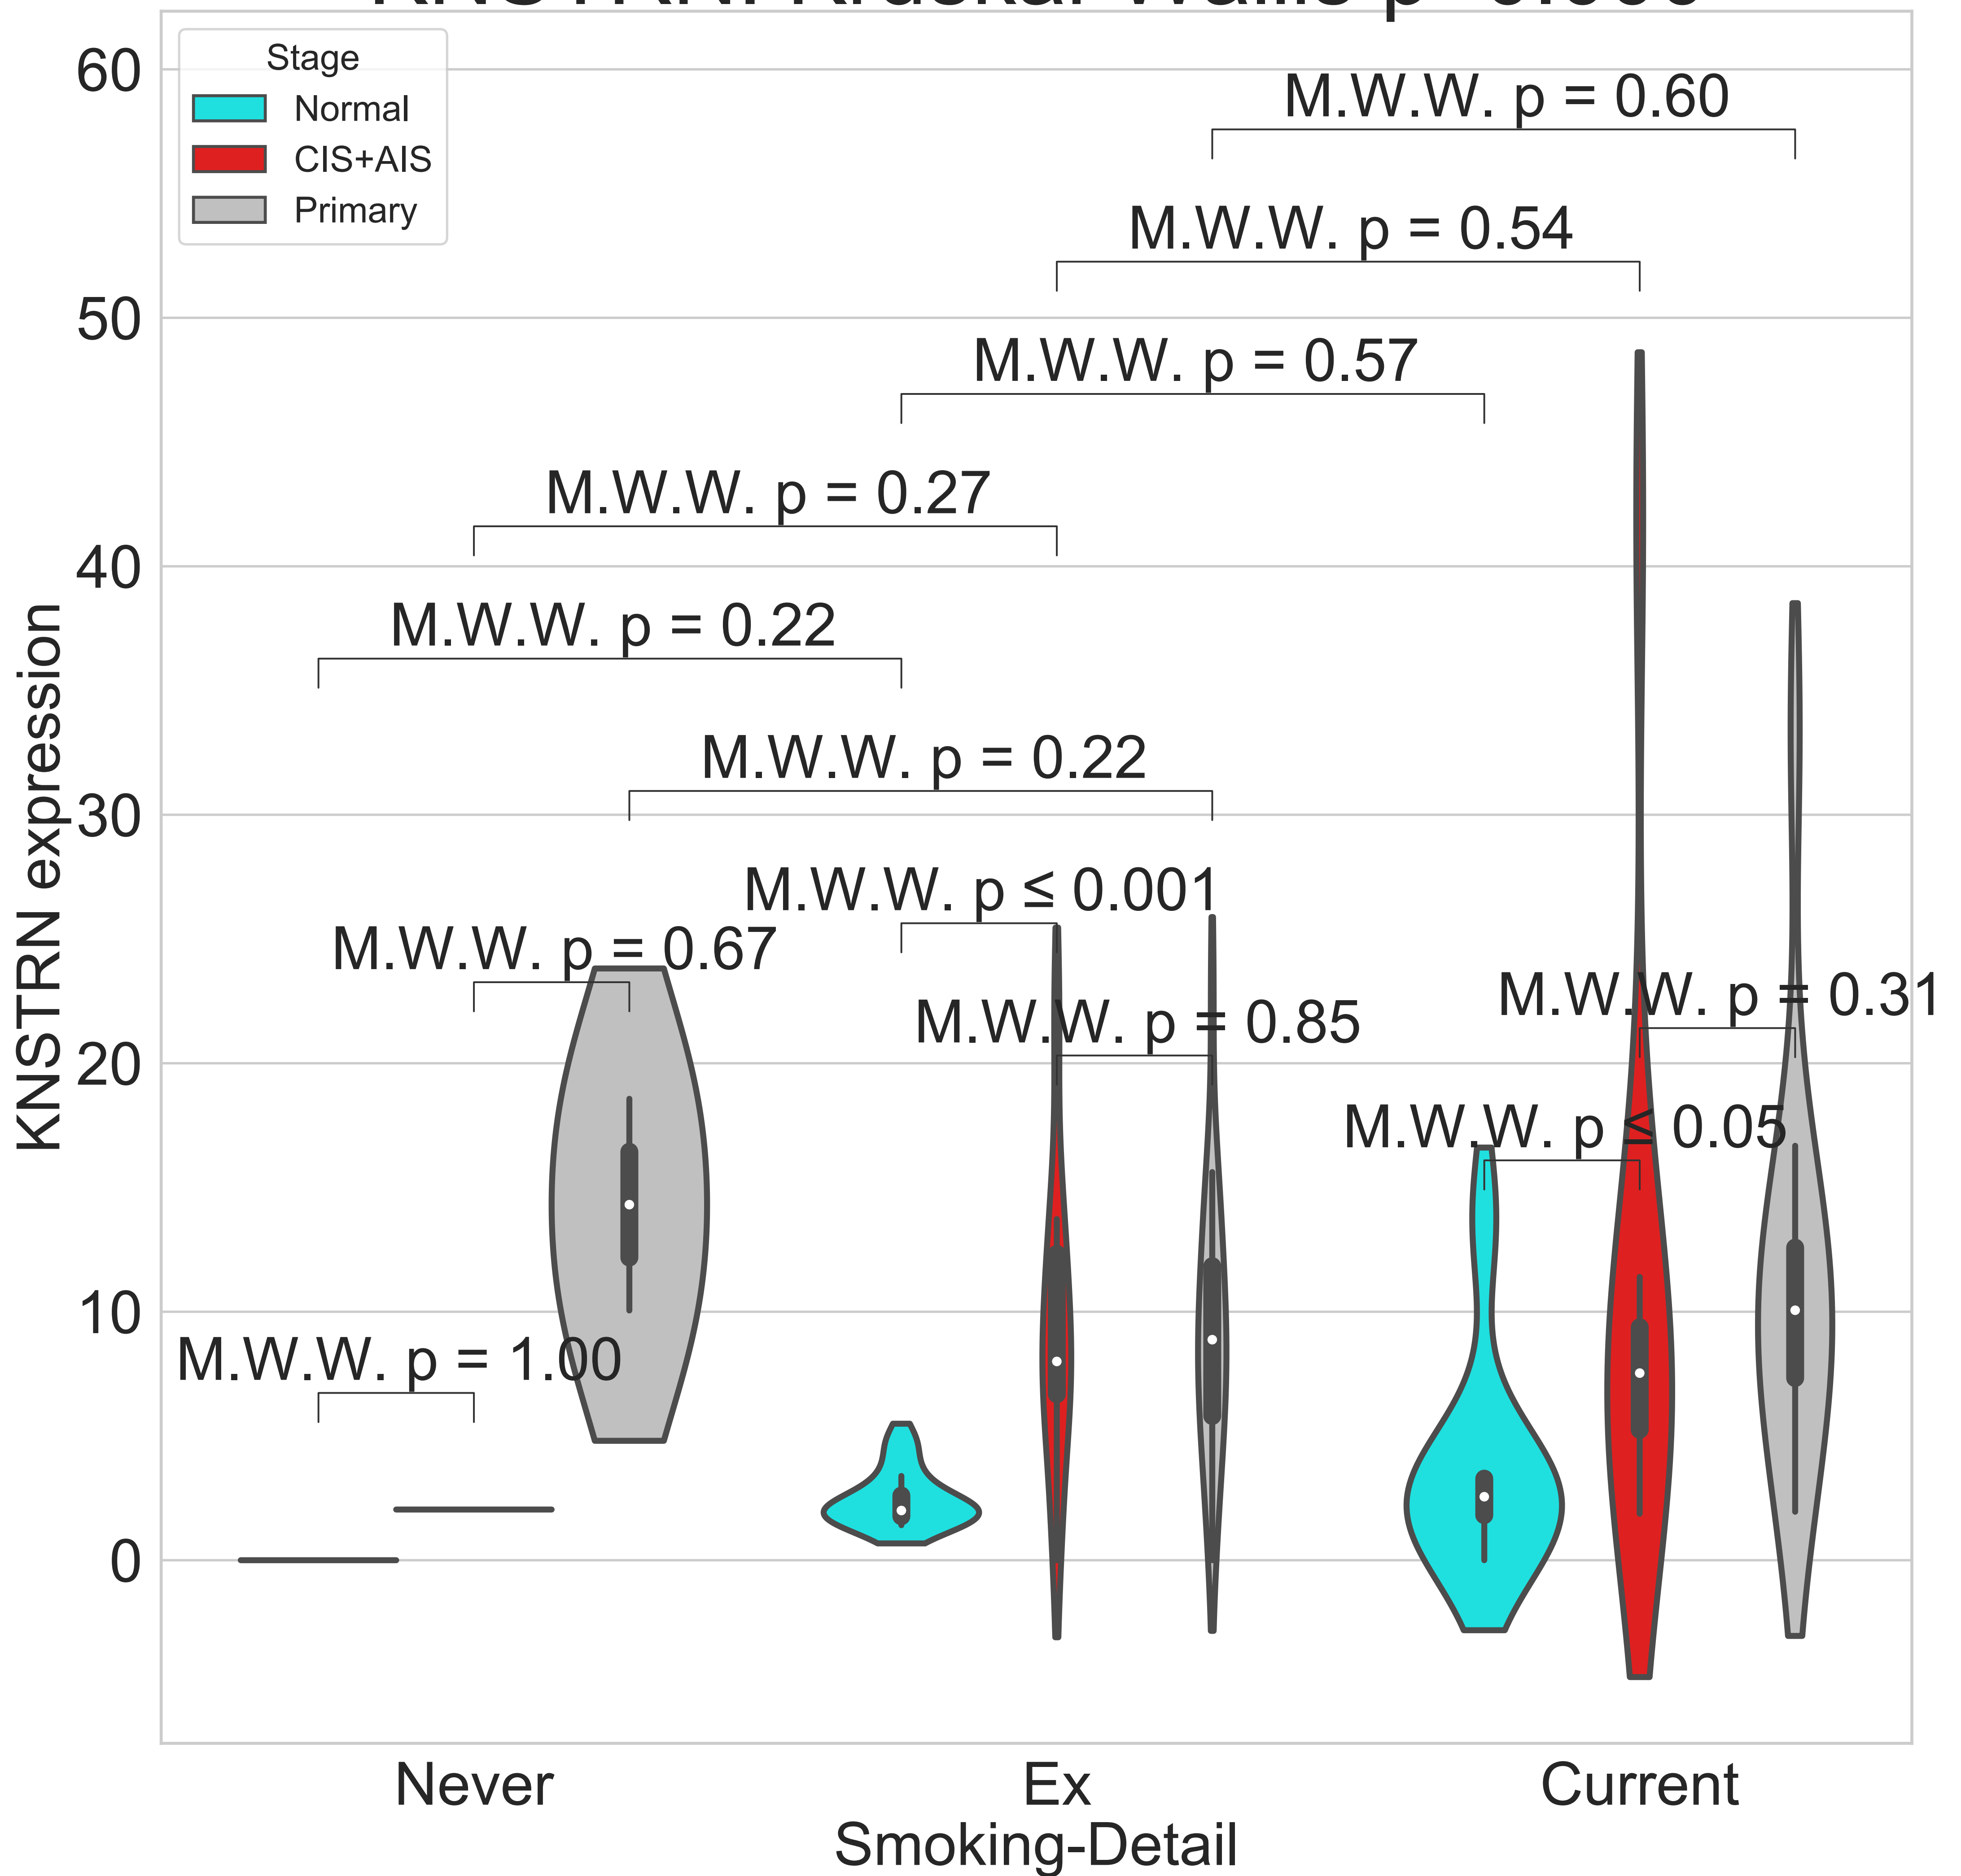 Stage
Normal
CIS+AIS
Primary
60
50
40
30
20
10
0
KNSTRN expression
M.W.W. p = 0.60
M.W.W. p = 0.54
M.W.W. p = 0.57
M.W.W. p = 0.27
M.W.W. p = 0.22
M.W.W. p = 0.22
M.W.W. p ≤ 0.001
M.W.W. p = 0.67
M.W.W. p = 0.31
M.W.W. p = 0.85
M.W.W. p ≤ 0.05
M.W.W. p = 1.00
Never
Ex
Current
Smoking-Detail